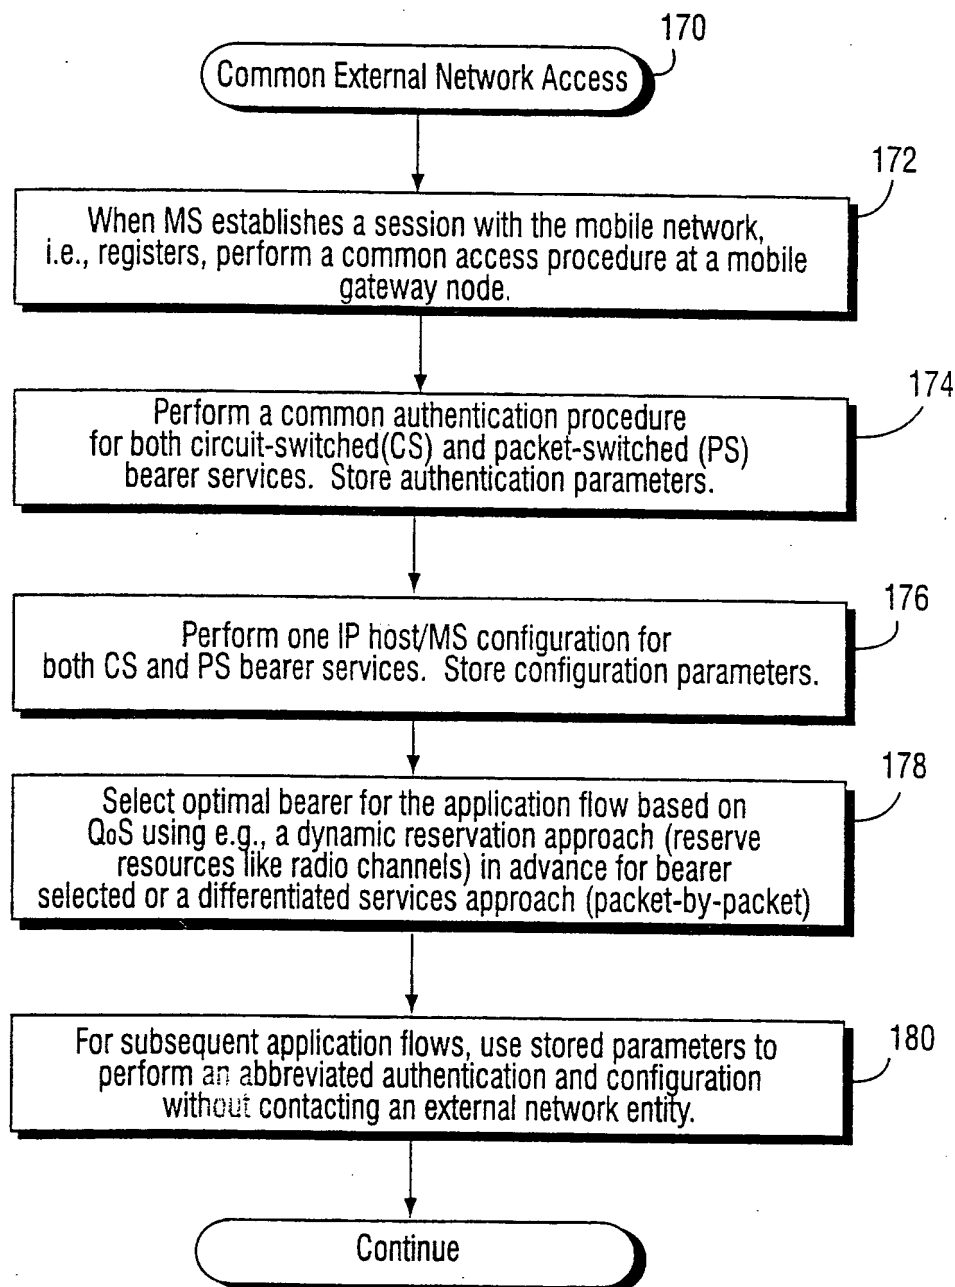 170
Common External Network Access
172
When MS establishes a session with the mobile network,
i.e., registers, perform a common access procedure at a mobile
gateway node.
174
Perform a common authentication procedure
for both circuit-switched(CS) and packet-switched (PS)
bearer services. Store authentication parameters.
176
Perform one IP host/MS configuration for
both CS and PS bearer services. Store configuration parameters.
178
Select optimal bearer for the application flow based on
QoS using e.g., a dynamic reservation approach (reserve
resources like radio channels) in advance for bearer
selected or a differentiated services approach (packet-by-packet)
180
For subsequent application flows, use stored parameters to
perform an abbreviated authentication and configuration
without contacting an external network entity.
Continue